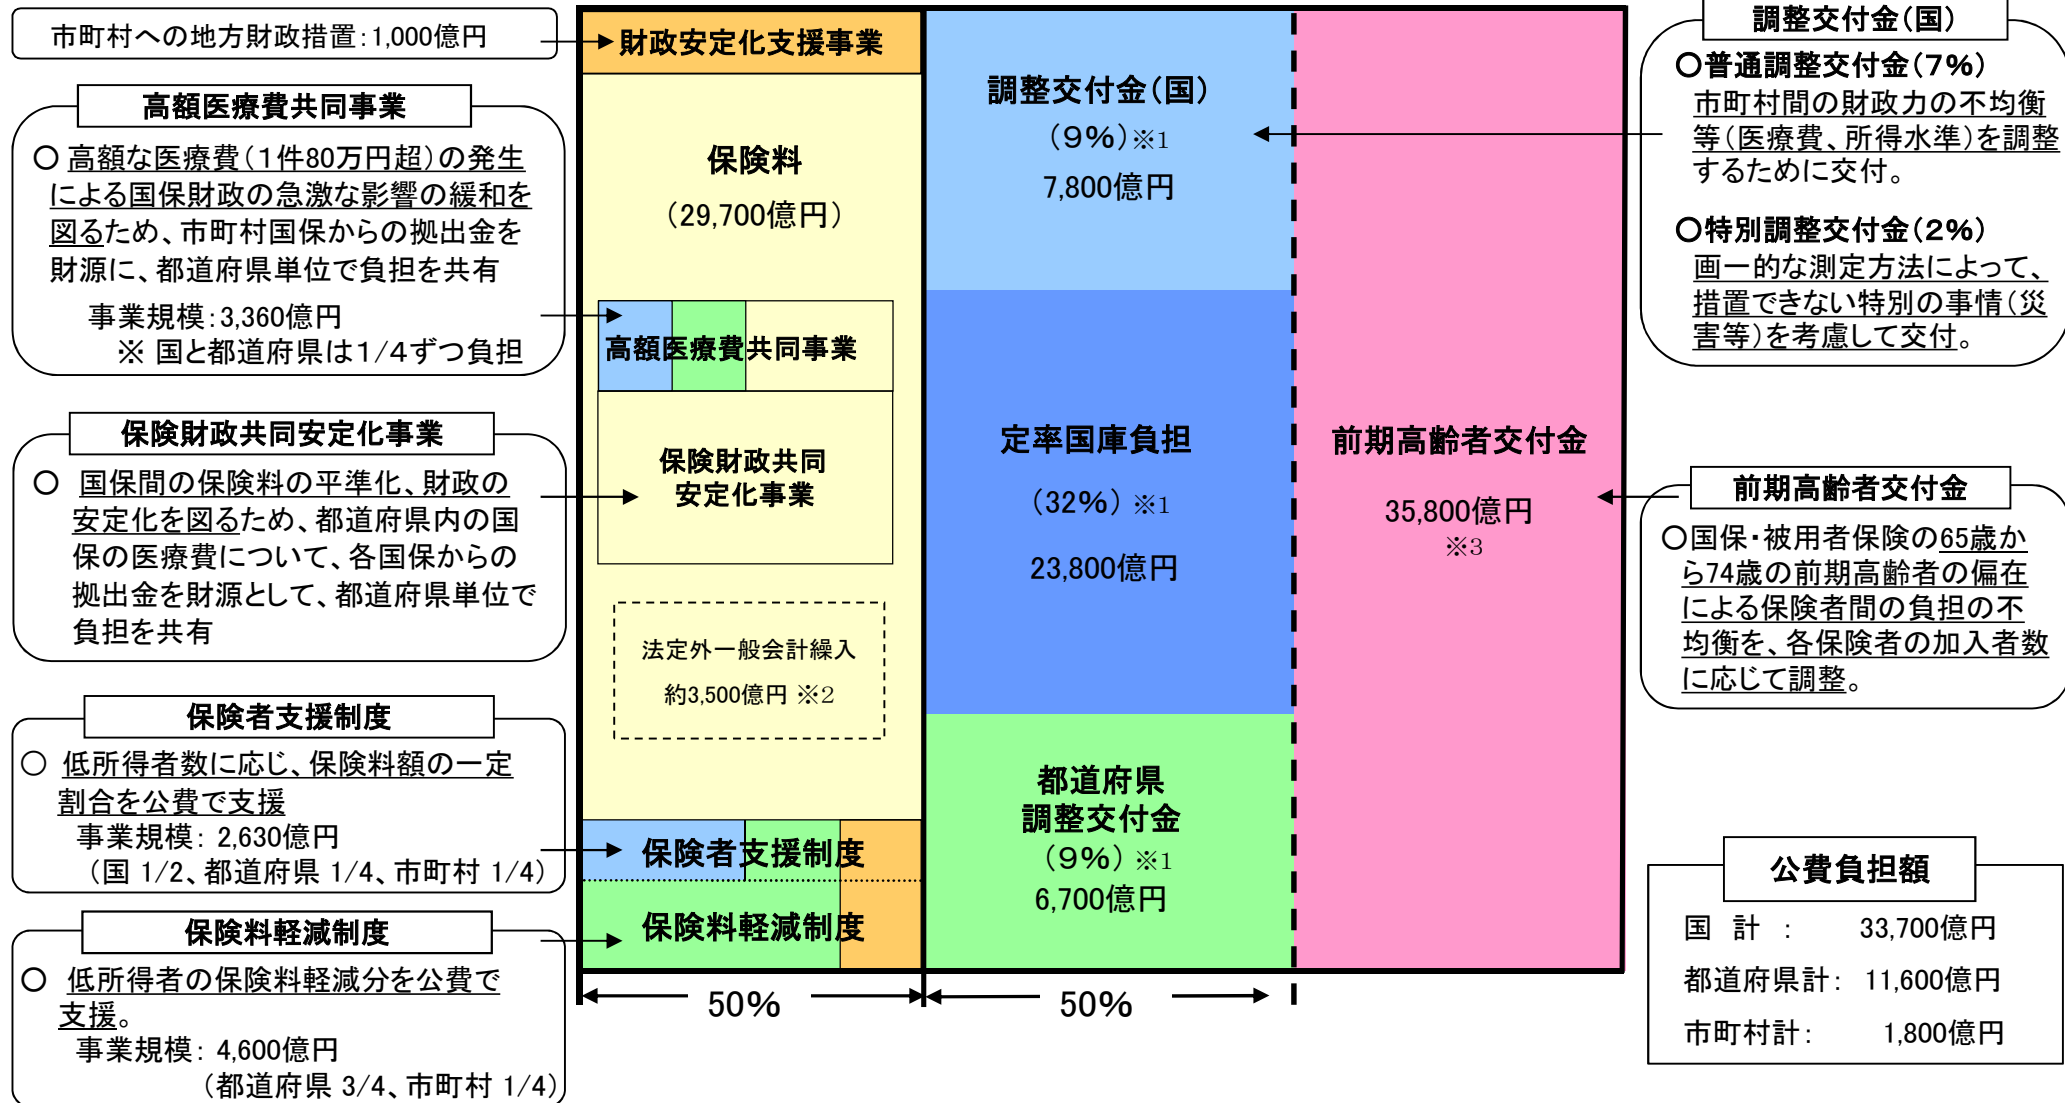 市町村への地方財政措置:1,000億円
高額医療費共同事業
○ 高額な医療費(1件80万円超)の発生
による国保財政の急激な影響の緩和を
図るため、市町村国保からの拠出金を
財源に、都道府県単位で負担を共有
事業規模:3,360億円
※ 国と都道府県は1/4ずつ負担
保険財政共同安定化事業
○ 国保間の保険料の平準化、財政の
安定化を図るため、都道府県内の国
保の医療費について、各国保からの
拠出金を財源として、都道府県単位で
負担を共有
保険者支援制度
○ 低所得者数に応じ、保険料額の一定
割合を公費で支援
事業規模: 2,630億円
(国 1/2、都道府県 1/4、市町村 1/4)
保険料軽減制度
○ 低所得者の保険料軽減分を公費で
支援。
事業規模: 4,600億円
(都道府県 3/4、市町村 1/4)
財政安定化支援事業
保険料
(29,700億円)
高額医療費共同事業
保険財政共同
安定化事業
法定外一般会計繰入
約3,500億円 ※2
保険者支援制度
保険料軽減制度
50%
調整交付金(国)
(9%)※1
7,800億円
定率国庫負担
(32%) ※1
23,800億円
都道府県
調整交付金
(9%) ※1
6,700億円
50%
前期高齢者交付金
35,800億円
※3
調整交付金(国)
○普通調整交付金(7%)
市町村間の財政力の不均衡
等(医療費、所得水準)を調整
するために交付。
○特別調整交付金(2%)
画一的な測定方法によって、
措置できない特別の事情(災
害等)を考慮して交付。
前期高齢者交付金
○国保・被用者保険の65歳か
ら74歳の前期高齢者の偏在
による保険者間の負担の不
均衡を、各保険者の加入者数
に応じて調整。
公費負担額
国 計 : 33,700億円
都道府県計: 11,600億円
市町村計: 1,800億円